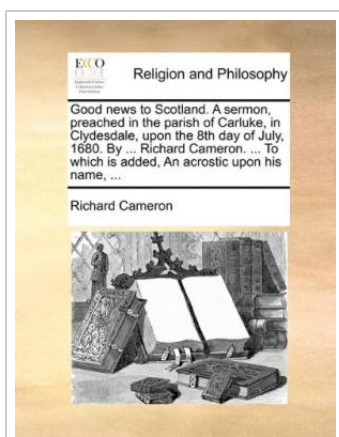 ECCO
Religion and Philosophy
Good news to Scotland. A sermon,
preached in the parish of Carluke, in
Clydesdale, upon the 8th day of July,
1680. By ... Richard Cameron. ... To
which is added, An acrostic upon his
name, ...
Richard Cameron